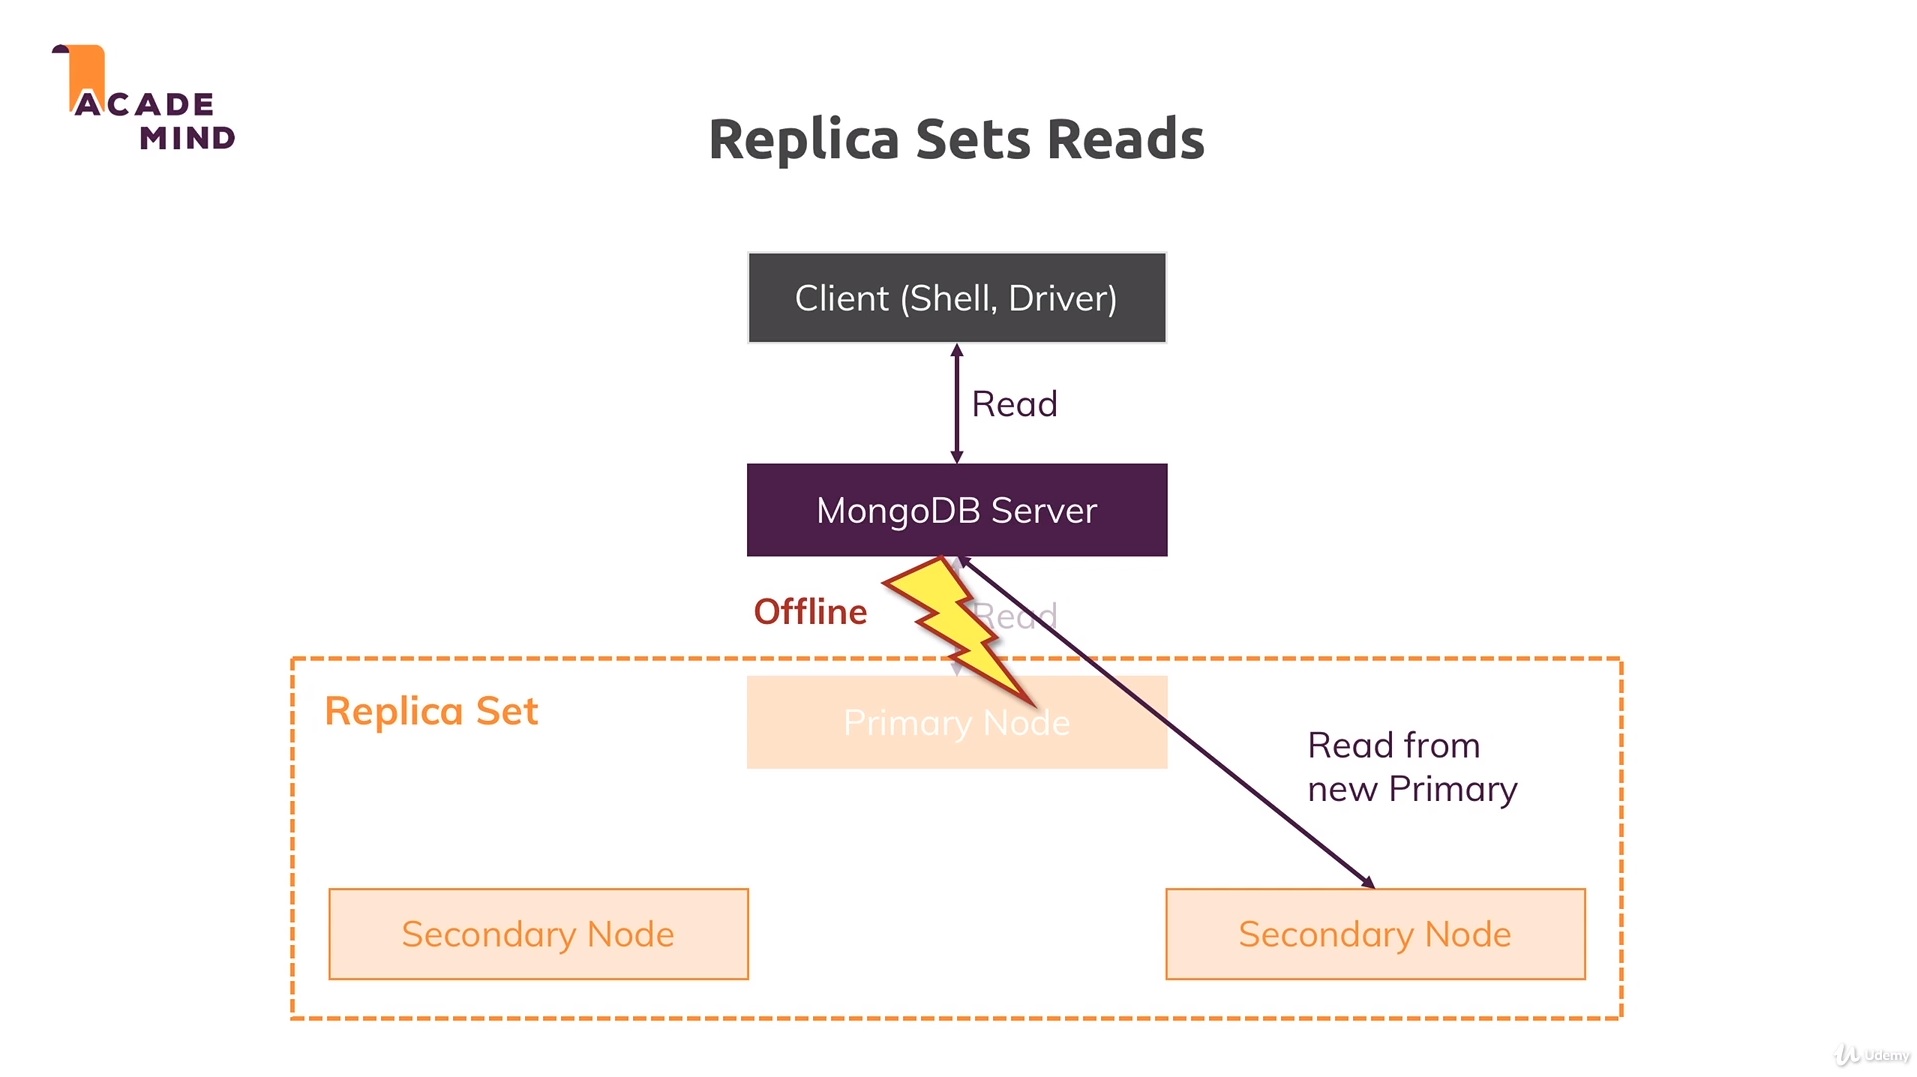 ACADE
MIND
Replica Sets Reads
Client (Shell, Driver)
Read
MongoDB Server
Offline
Read
Replica Set
Primary Node
Read from
new Primary
Secondary Node
Secondary Node
Udemy